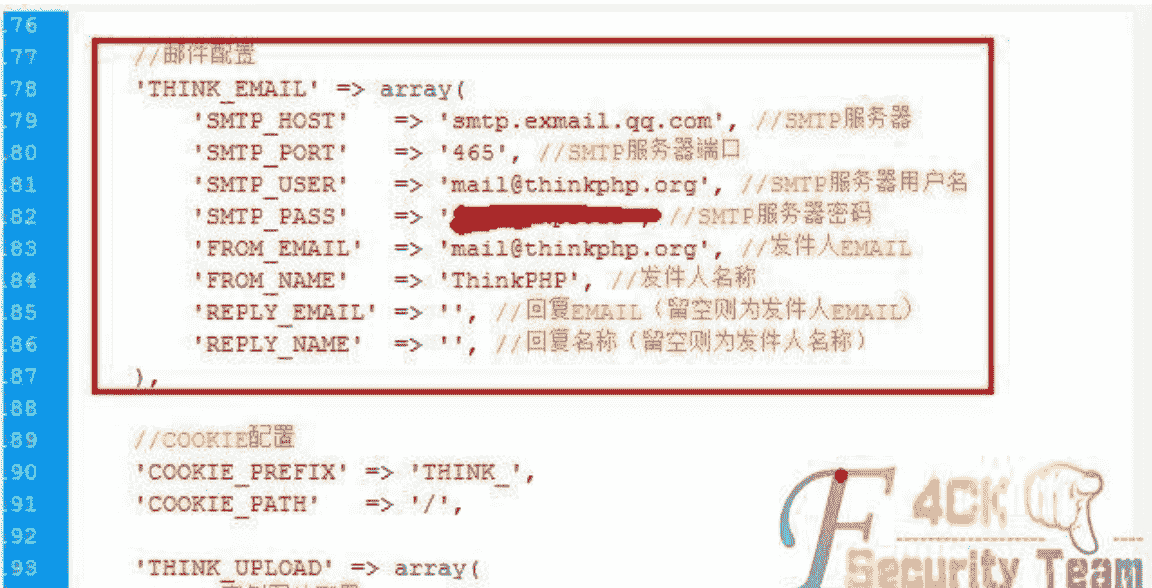 176
177 //邮件配置
178 'THINK_EMAIL' => array(
179 'SMTP_HOST' => 'smtp.exmail.qq.com', //SMTP服务器
180 'SMTP_PORT' => '465', //SMTP服务器端口
181 'SMTP_USER' => 'mail@thinkphp.org', //SMTP服务器用户名
182 'SMTP_PASS' => ' //SMTP服务器密码
183 'FROM_EMAIL' => 'mail@thinkphp.org', //发件人EMAIL
184 'FROM_NAME' => 'ThinkPHP', //发件人名称
185 'REPLY_EMAIL' => '', //回复EMAIL（留空则为发件人EMAIL）
186 'REPLY_NAME' => '', //回复名称（留空则为发件人名称）
187 ),
188
189 //COOKIE配置
190 'COOKIE_PREFIX' => 'THINK_',
191 'COOKIE_PATH' => '/',
192
193 'THINK_UPLOAD' => array(
F4CK
Security Team